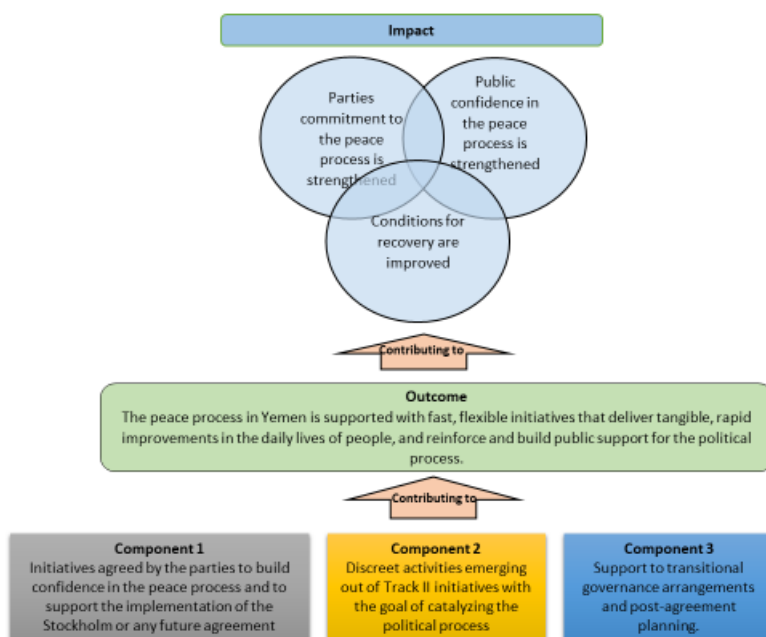 Impact
Parties
commitment to
the peace
process is
strengthened
Public
confidence in
the peace
process is
strengthened
Conditions for
recovery are
improved
Contributing to
Outcome
The peace process in Yemen is supported with fast, flexible initiatives that deliver tangible, rapid
improvements in the daily lives of people, and reinforce and build public support for the political
process.
Contributing to
Component 1
Initiatives agreed by the parties to build
confidence in the peace process and to
support the implementation of the
Stockholm or any future agreement
Component 2
Discreet activities emerging
out of Track II initiatives with
the goal of catalyzing the
political process
Component 3
Support to transitional
governance arrangements
and post-agreement
planning.